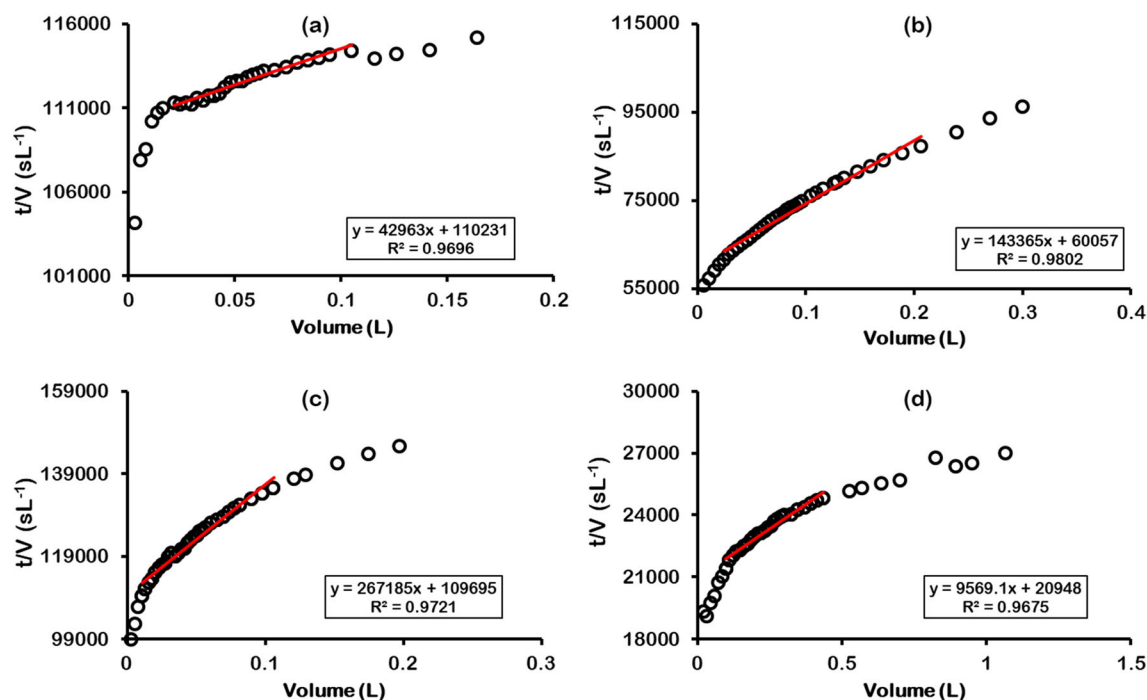 (a)
116000
111000
106000
101000
t/V (sL⁻¹)
y = 42963x + 110231
R² = 0.9696
0 0.05 0.1 0.15 0.2
Volume (L)
(b)
115000
95000
75000
55000
t/V (sL⁻¹)
y = 143365x + 60057
R² = 0.9802
0 0.1 0.2 0.3 0.4
Volume (L)
(c)
159000
139000
119000
99000
t/V (sL⁻¹)
y = 267185x + 109695
R² = 0.9721
0 0.1 0.2 0.3
Volume (L)
(d)
30000
27000
24000
21000
18000
t/V (sL⁻¹)
y = 9569.1x + 20948
R² = 0.9675
0 0.5 1 1.5
Volume (L)